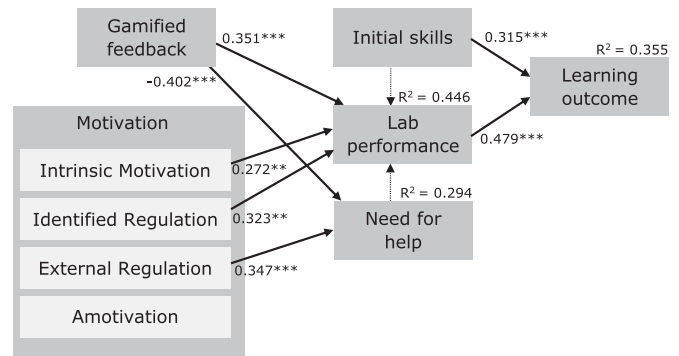 Gamified
feedback
0.351***
-0.402***
Initial skills
0.315***
R² = 0.355
Learning
outcome
R² = 0.446
Lab
performance
0.479***
Motivation
Intrinsic Motivation
0.272**
Identified Regulation
0.323**
R² = 0.294
Need for
help
External Regulation
0.347***
Amotivation